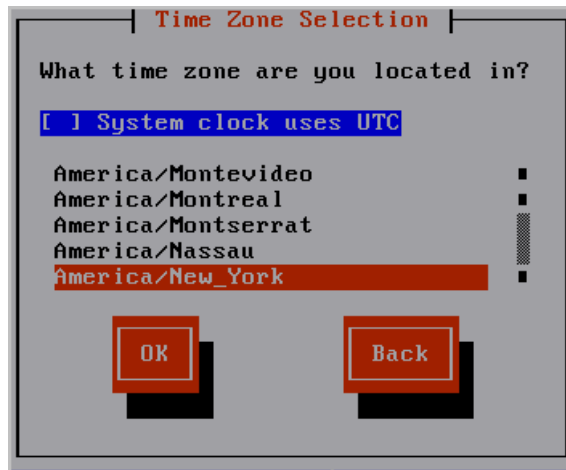 Time Zone Selection
What time zone are you located in?
[ ] System clock uses UTC
America/Montevideo
America/Montreal
America/Montserrat
America/Nassau
America/New_York
OK Back